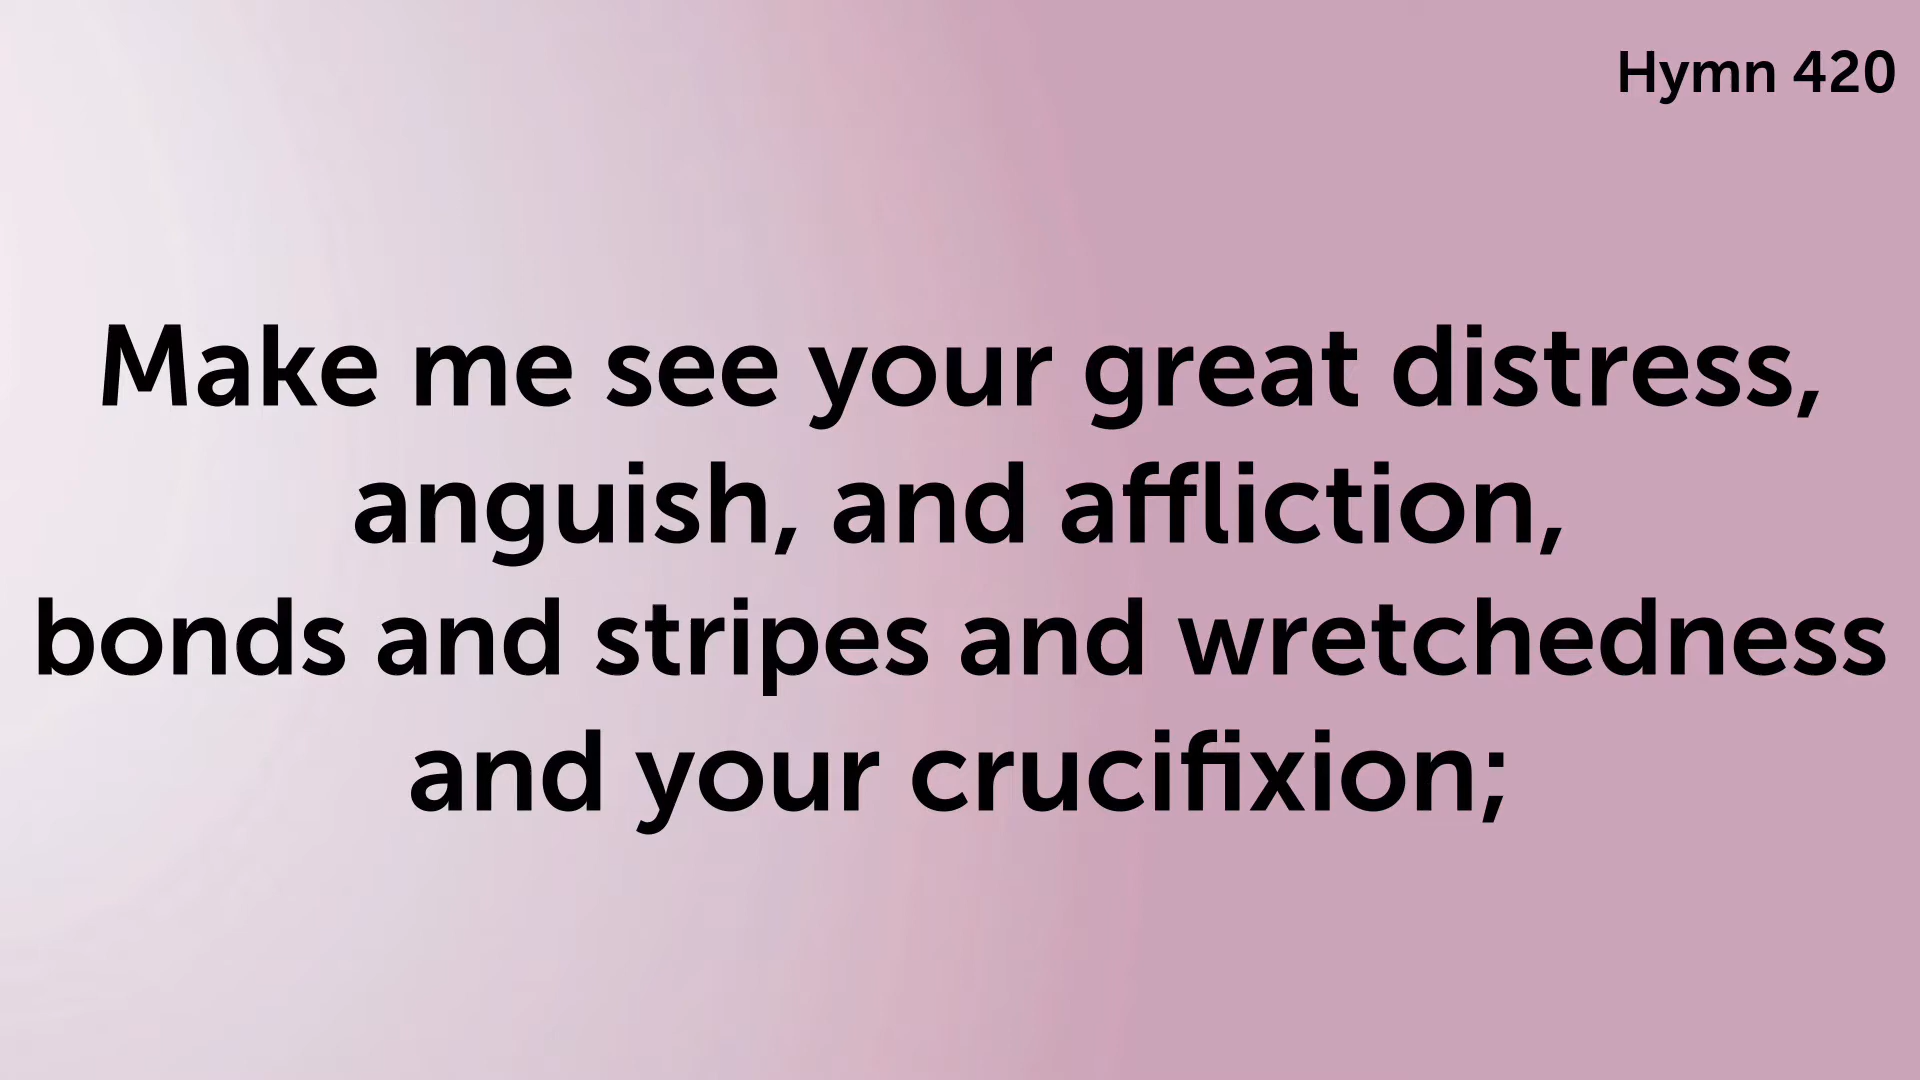 Hymn 420
Make me see your great distress,
anguish, and affliction,
bonds and stripes and wretchedness
and your crucifixion;